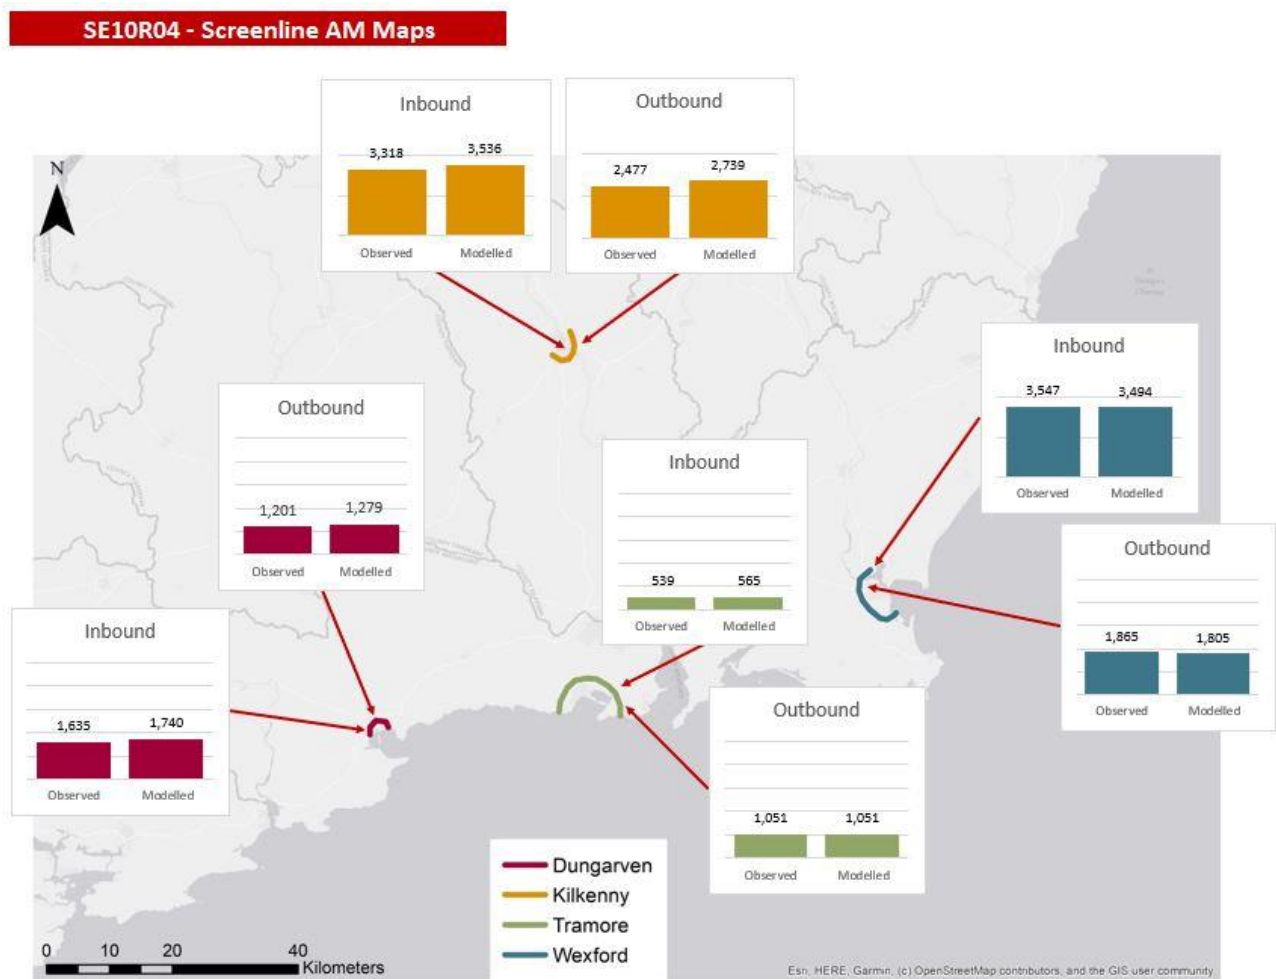 SE10R04 - Screenline AM Maps
N
Inbound
3,318
3,536
Observed
Modelled
Outbound
2,477
2,739
Observed
Modelled
Inbound
3,547
3,494
Observed
Modelled
Outbound
1,201
1,279
Observed
Modelled
Inbound
539
565
Observed
Modelled
Outbound
1,865
1,805
Observed
Modelled
Inbound
1,635
1,740
Observed
Modelled
Outbound
1,051
1,051
Observed
Modelled
Dungarven
Kilkenny
Tramore
Wexford
0 10 20 40
Kilometers
Esri, HERE, Garmin, (c) OpenStreetMap contributors, and the GIS user community